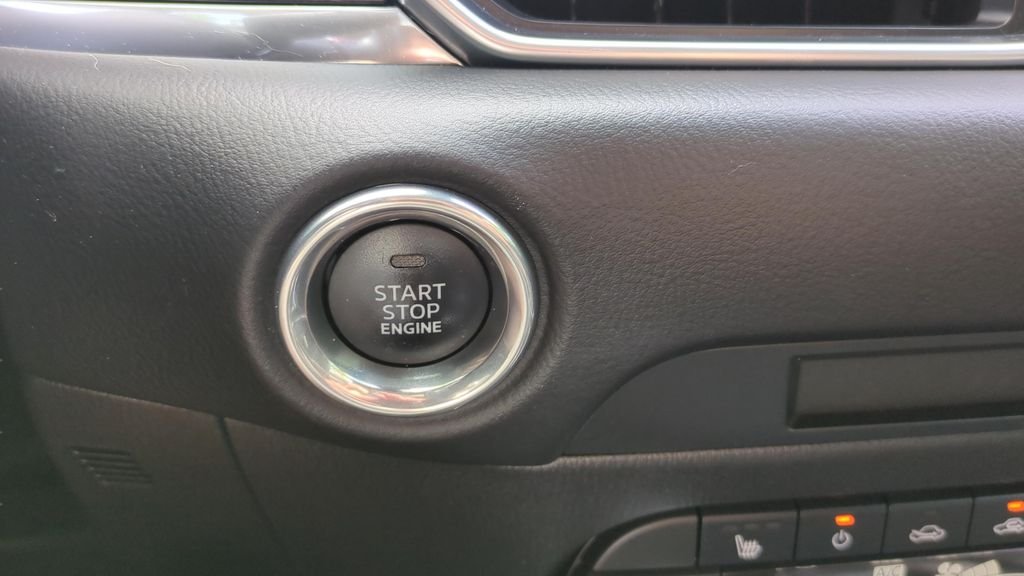 START
STOP
ENGINE
A/C